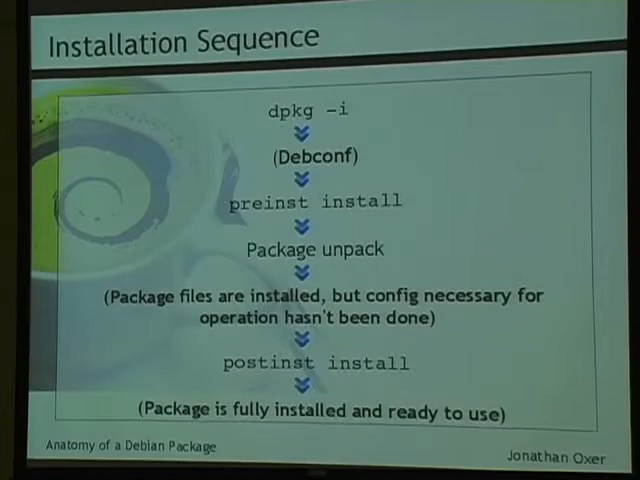 Installation Sequence
dpkg -i
(Debconf)
preinst install
Package unpack
(Package files are installed, but config necessary for
operation hasn't been done)
postinst install
(Package is fully installed and ready to use)
Anatomy of a Debian Package
Jonathan Oxer